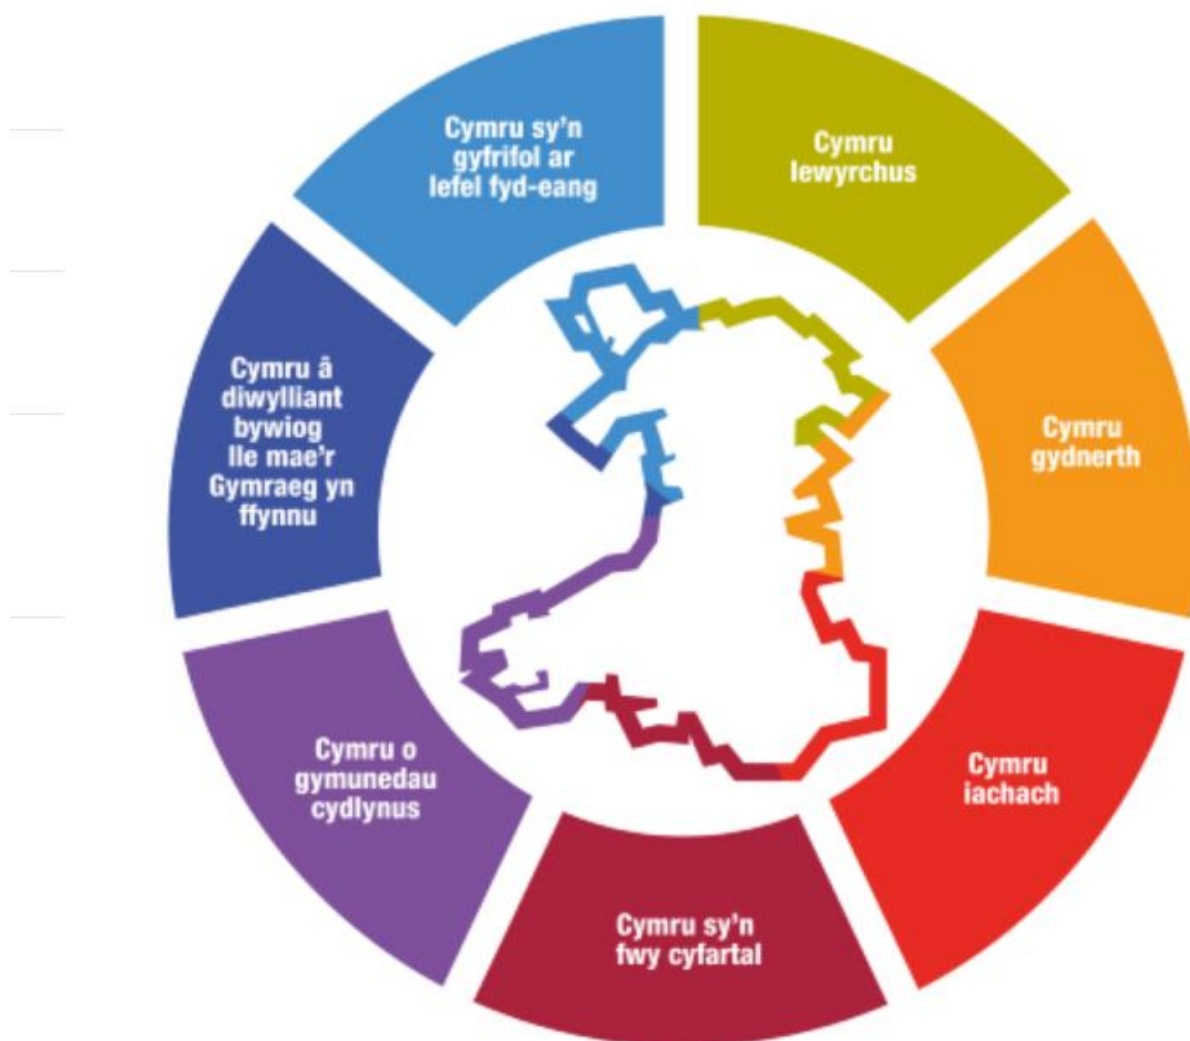 Cymru sy'n
gyfrifol ar
lefel fyd-eang
Cymru
lewyrchus
Cymru
gydnerth
Cymru
iachach
Cymru sy'n
fwy cyfartal
Cymru o
gymunedau
cydlynus
Cymru â
diwylliant
bywiog
lle mae'r
Gymraeg yn
ffynnu